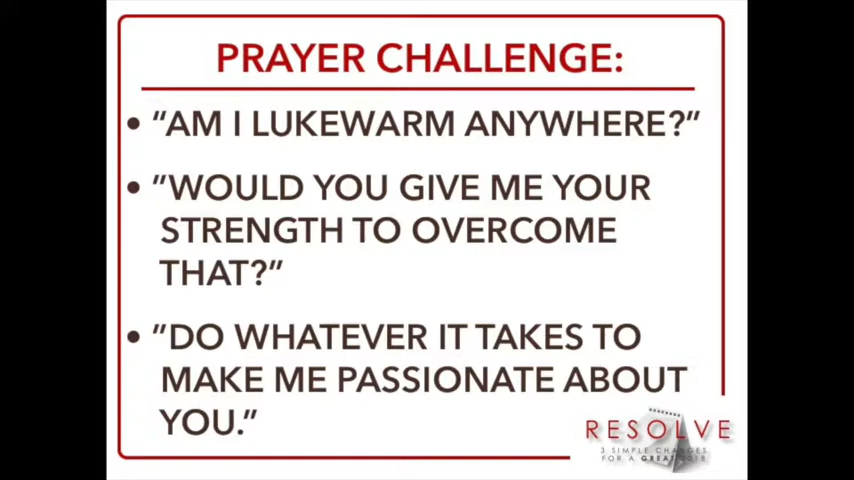 PRAYER CHALLENGE:
• "AM I LUKEWARM ANYWHERE?"
• "WOULD YOU GIVE ME YOUR
STRENGTH TO OVERCOME
THAT?"
• "DO WHATEVER IT TAKES TO
MAKE ME PASSIONATE ABOUT
YOU."
RESOLVE
3 SIMPLE CHANGES
FOR A GREAT 2018